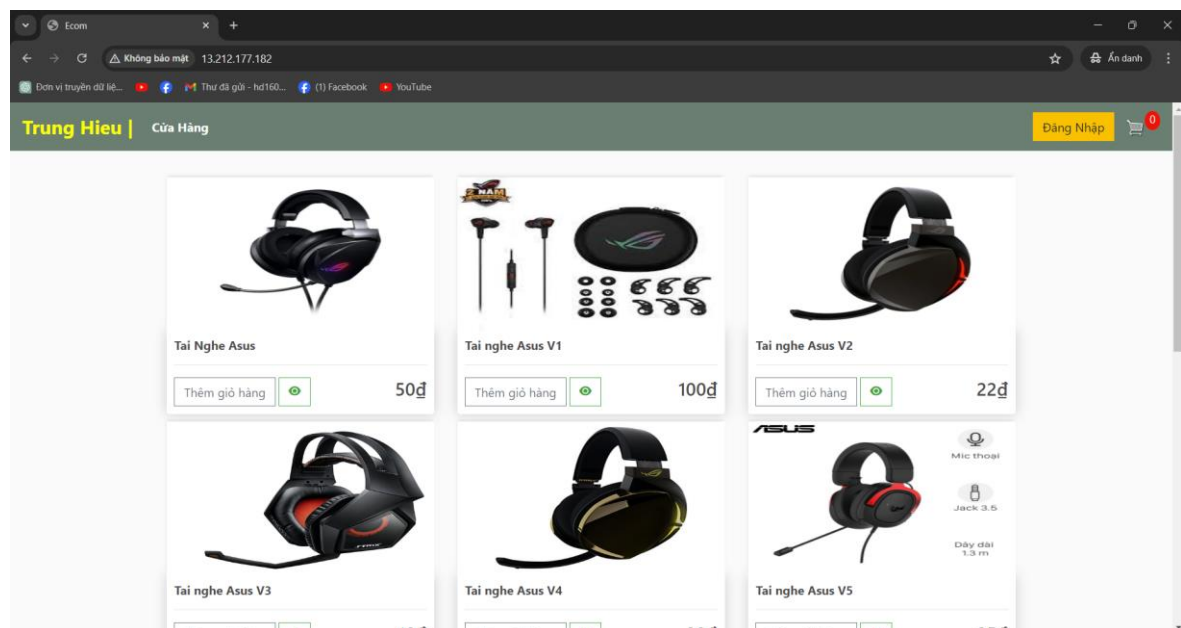 Ecom
Không bảo mật 13.212.177.182
Ẩn danh
Đơn vị truyền dữ liệ... Thư đã gửi - hd160... (1) Facebook YouTube
Trung Hieu | Cửa Hàng Đăng Nhập 0
2 NĂM
Tai Nghe Asus Tai nghe Asus V1 Tai nghe Asus V2
Thêm giỏ hàng 50₫ Thêm giỏ hàng 100₫ Thêm giỏ hàng 22₫
ASUS
Mic thoại
Jack 3.5
Dây dài
1.3 m
Tai nghe Asus V3 Tai nghe Asus V4 Tai nghe Asus V5